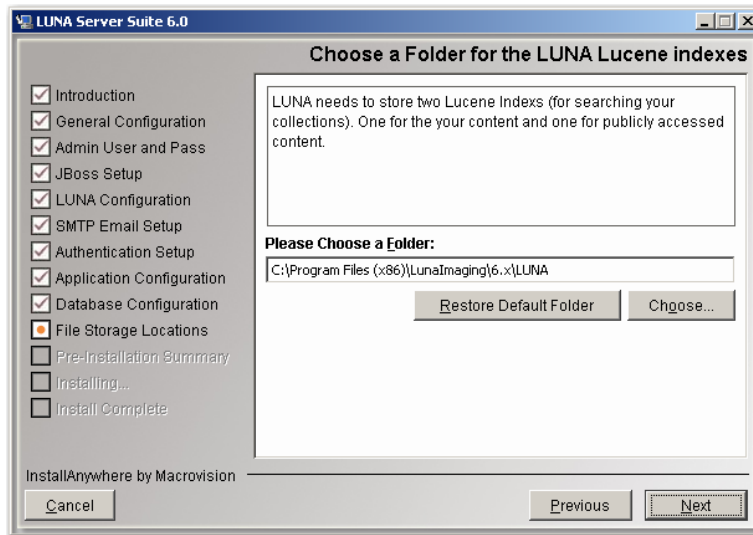 LUNA Server Suite 6.0
Choose a Folder for the LUNA Lucene indexes
Introduction
General Configuration
Admin User and Pass
JBoss Setup
LUNA Configuration
SMTP Email Setup
Authentication Setup
Application Configuration
Database Configuration
File Storage Locations
Pre-Installation Summary
Installing...
Install Complete
LUNA needs to store two Lucene Indexs (for searching your
collections). One for the your content and one for publicly accessed
content.
Please Choose a Folder:
C:\Program Files (x86)\LunaImaging\6.x\LUNA
Restore Default Folder
Choose...
InstallAnywhere by Macrovision
Cancel
Previous
Next